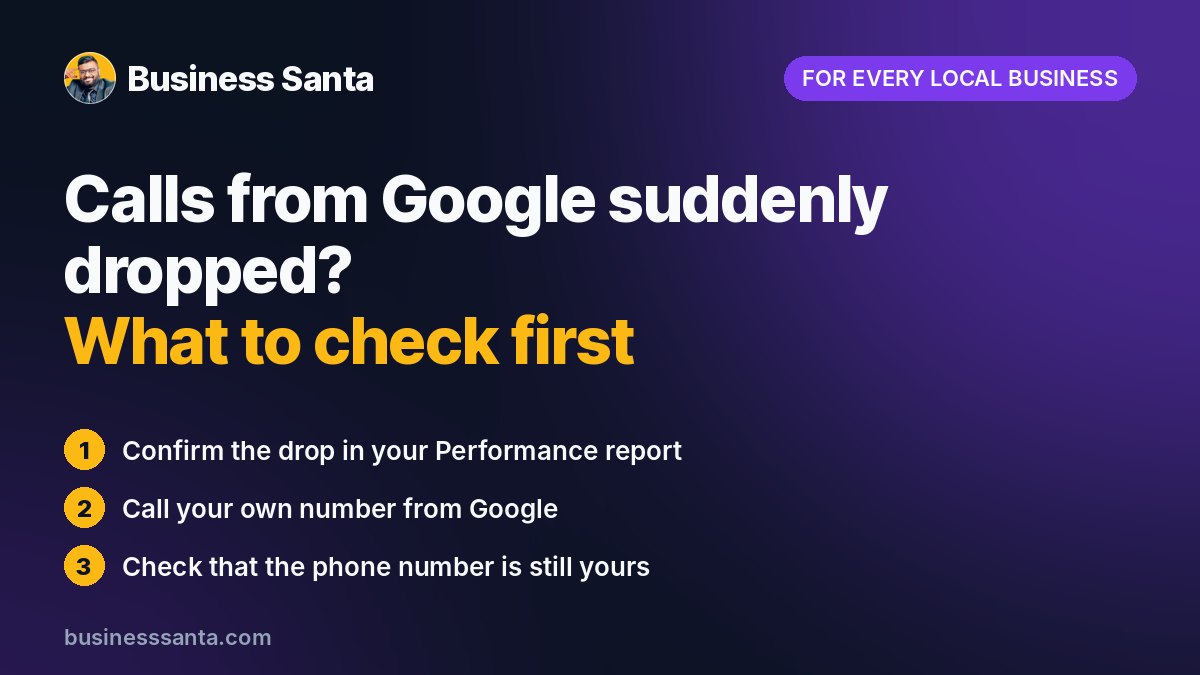 Business Santa
FOR EVERY LOCAL BUSINESS
Calls from Google suddenly
dropped?
What to check first
1 Confirm the drop in your Performance report
2 Call your own number from Google
3 Check that the phone number is still yours
businesssanta.com